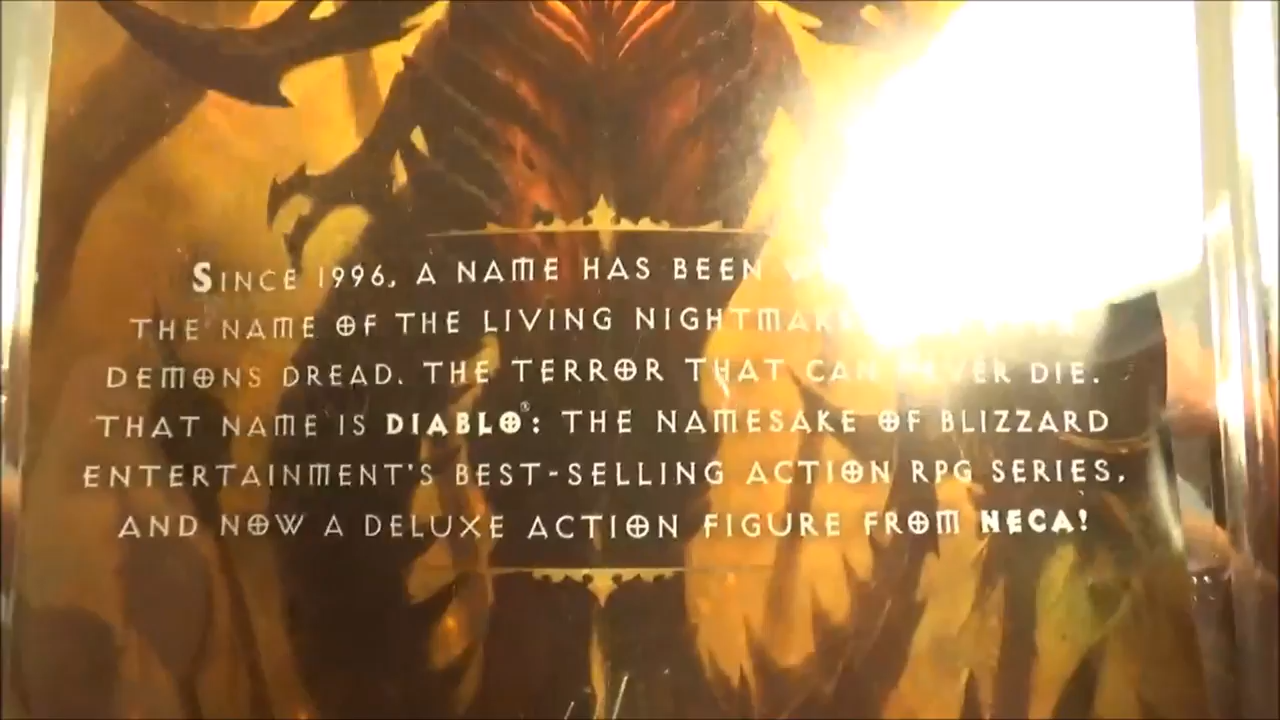 SINCE 1996, A NAME HAS BEEN
THE NAME OF THE LIVING NIGHTMARE
DEMONS DREAD. THE TERROR THAT CAN NEVER DIE.
THAT NAME IS DIABLO®: THE NAMESAKE OF BLIZZARD
ENTERTAINMENT'S BEST-SELLING ACTION RPG SERIES,
AND NOW A DELUXE ACTION FIGURE FROM NECA!